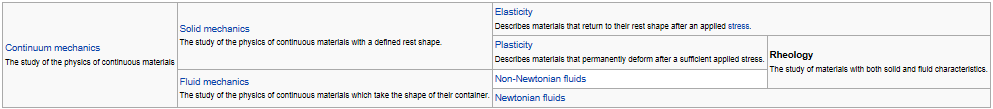 Continuum mechanics
The study of the physics of continuous materials
Solid mechanics
The study of the physics of continuous materials with a defined rest shape.
Elasticity
Describes materials that return to their rest shape after an applied stress.
Plasticity
Describes materials that permanently deform after a sufficient applied stress.
Rheology
The study of materials with both solid and fluid characteristics.
Fluid mechanics
The study of the physics of continuous materials which take the shape of their container.
Non-Newtonian fluids
Newtonian fluids